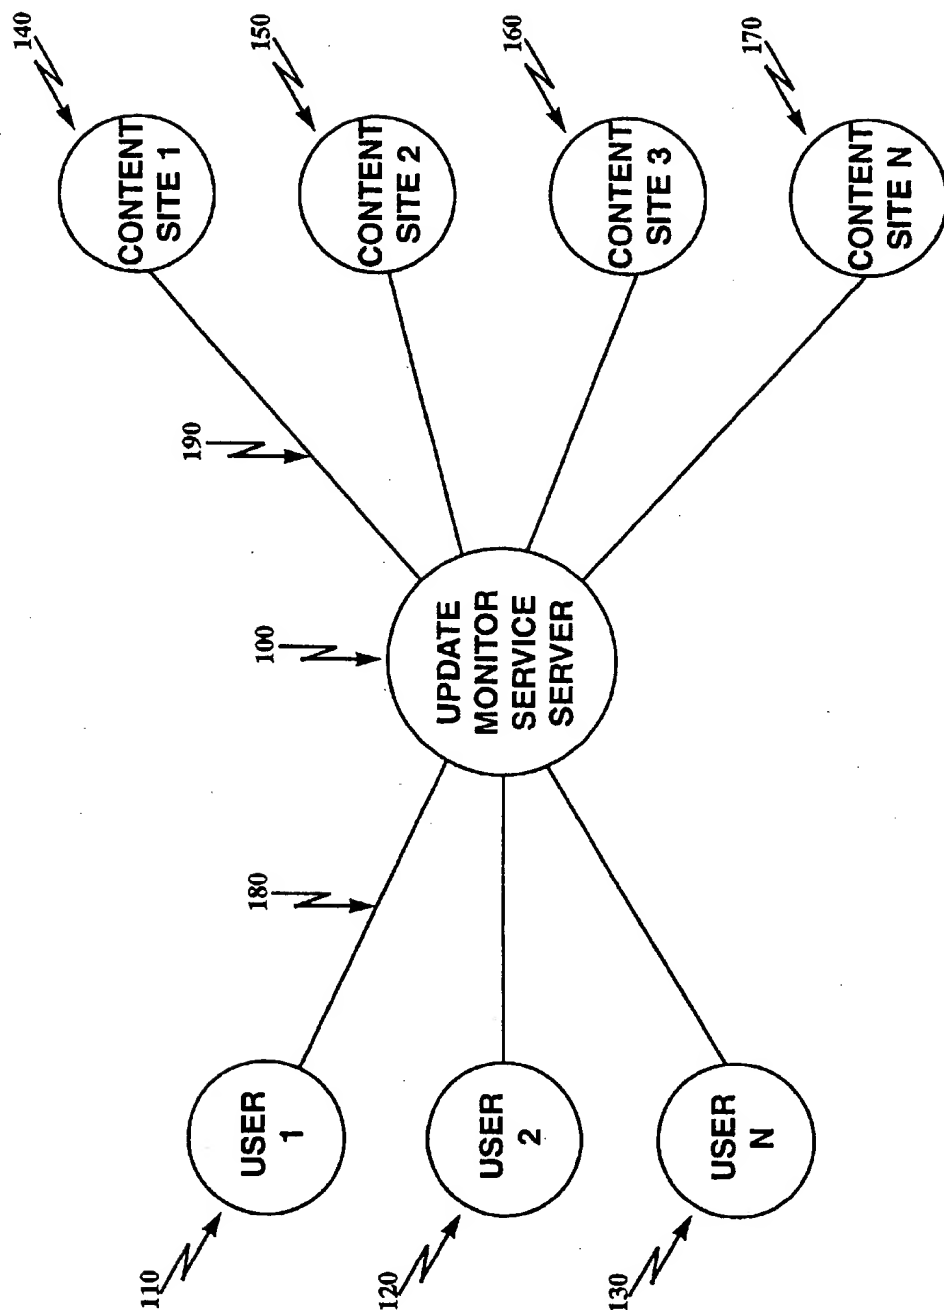 140
150
160
170
CONTENT
SITE 1
CONTENT
SITE 2
CONTENT
SITE 3
CONTENT
SITE N
190
100
UPDATE
MONITOR
SERVICE
SERVER
180
USER
1
USER
2
USER
N
110
120
130